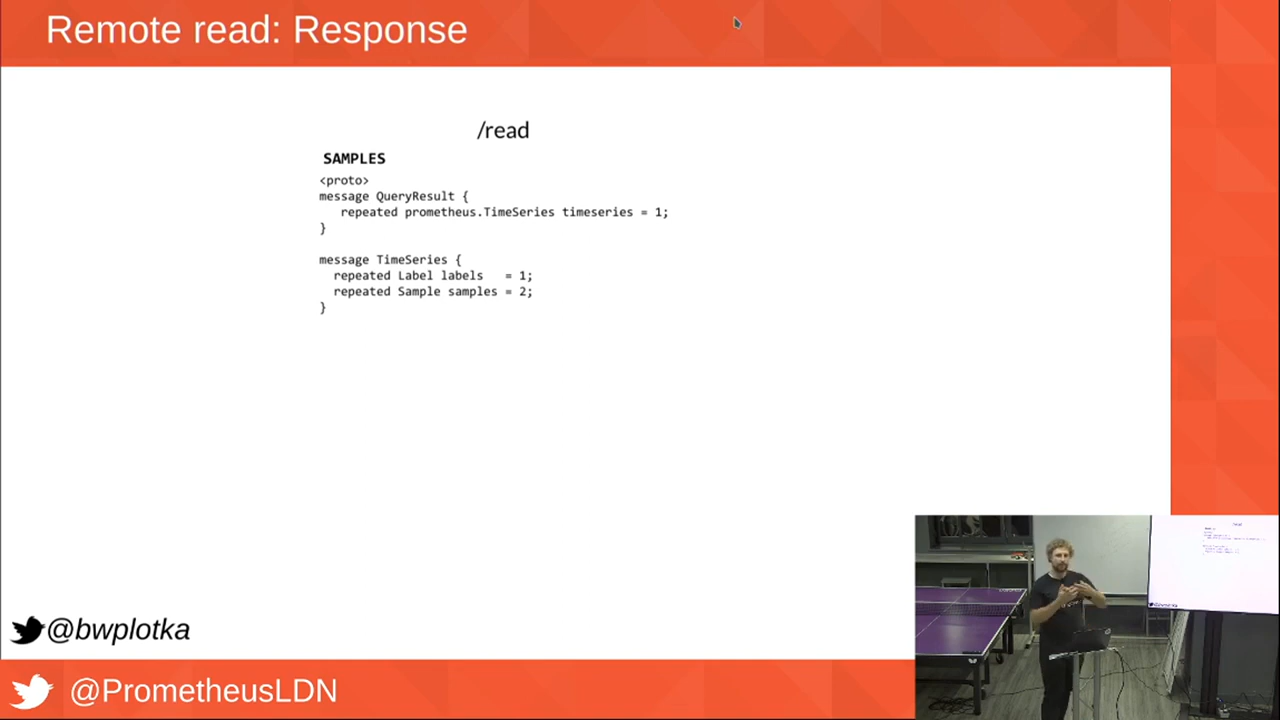 Remote read: Response
/read
SAMPLES
<proto>
message QueryResult {
repeated prometheus.TimeSeries timeseries = 1;
}
message TimeSeries {
repeated Label labels = 1;
repeated Sample samples = 2;
}
@bwplotka
@PrometheusLDN